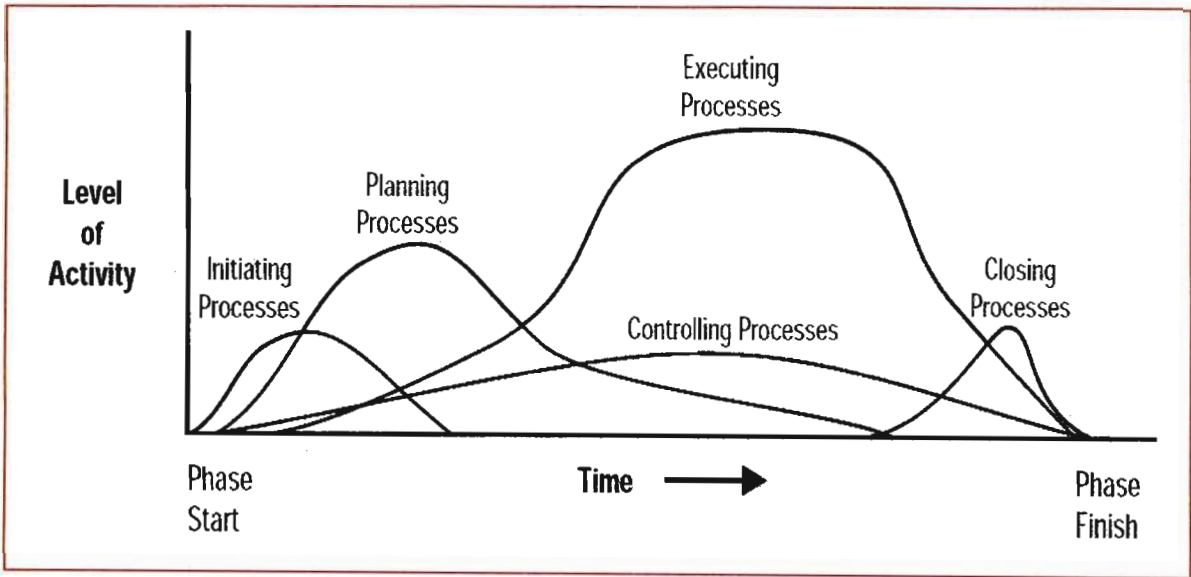 Executing
Processes
Planning
Processes
Level
of
Activity
Initiating
Processes
Closing
Processes
Controlling Processes
Phase
Start
Time
Phase
Finish